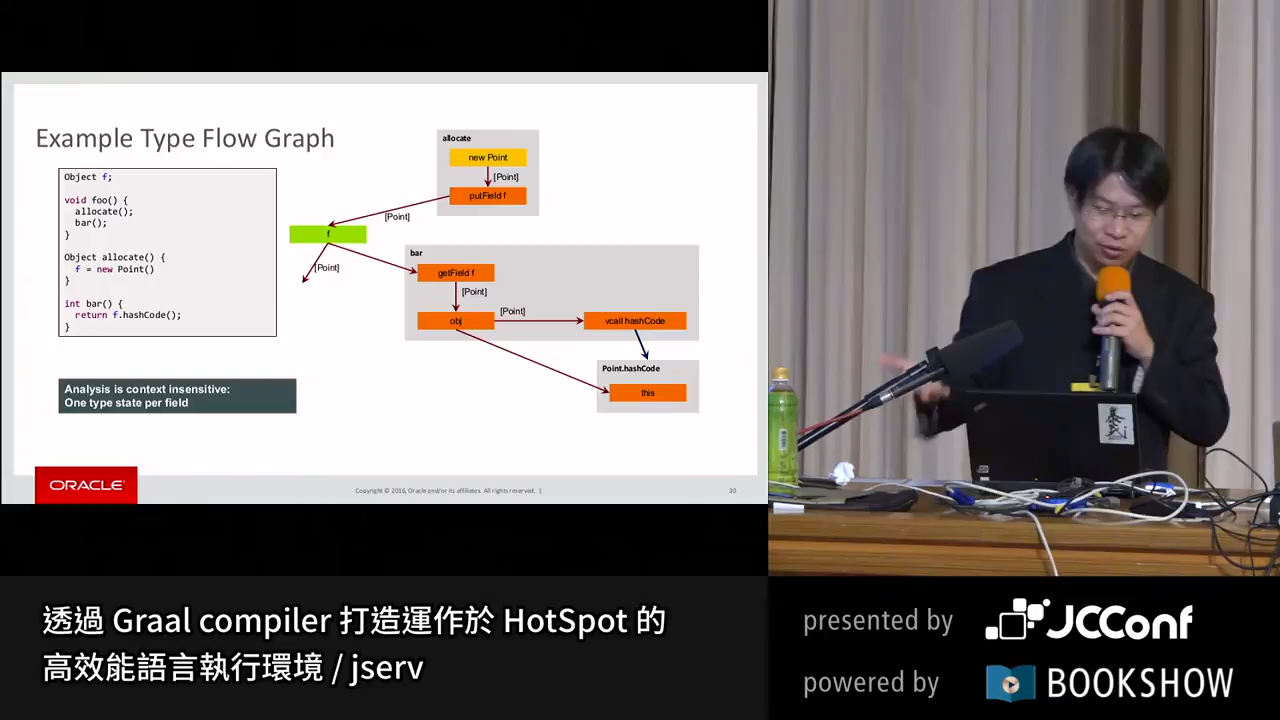 Example Type Flow Graph
Object f;
void foo() {
allocate();
bar();
}
Object allocate() {
f = new Point()
}
int bar() {
return f.hashCode();
}
Analysis is context insensitive:
One type state per field
allocate
new Point
[Point]
putField f
[Point]
f
[Point]
bar
getField f
[Point]
obj
[Point]
vcall hashCode
Point.hashCode
this
ORACLE
Copyright © 2016, Oracle and/or its affiliates. All rights reserved. |
30
透過 Graal compiler 打造運作於 HotSpot 的
高效能語言執行環境 / jserv
presented by JCConf
powered by BOOKSHOW